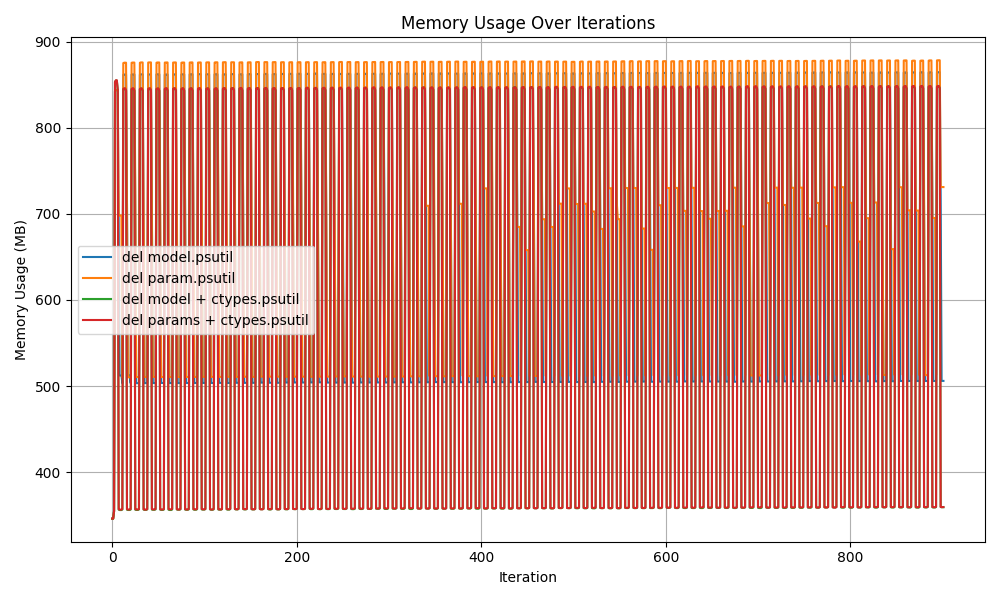 Memory Usage Over Iterations
900
800
700
600
500
400
Memory Usage (MB)
del model.psutil
del param.psutil
del model + ctypes.psutil
del params + ctypes.psutil
0
200
400
600
800
Iteration